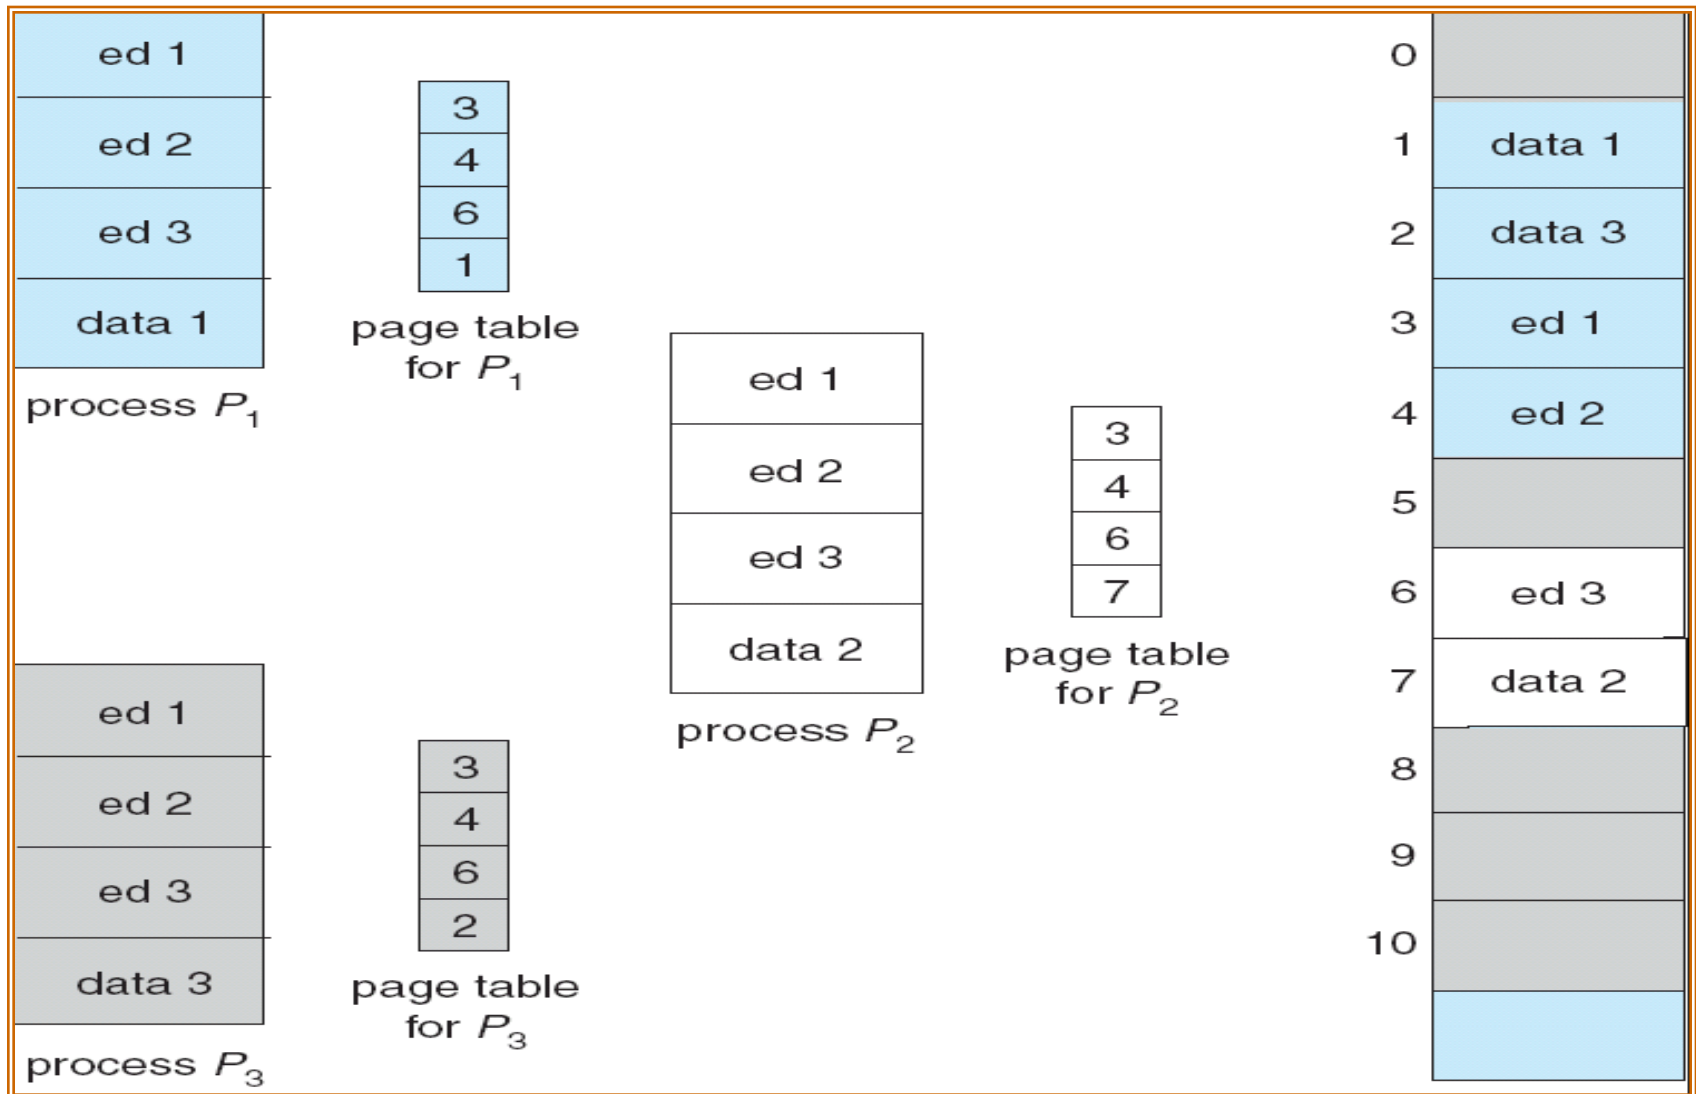 ed 1
ed 2
ed 3
data 1
process P1
3
4
6
1
page table
for P1
ed 1
ed 2
ed 3
data 2
process P2
3
4
6
7
page table
for P2
ed 1
ed 2
ed 3
data 3
process P3
3
4
6
2
page table
for P3
0
1 data 1
2 data 3
3 ed 1
4 ed 2
5
6 ed 3
7 data 2
8
9
10